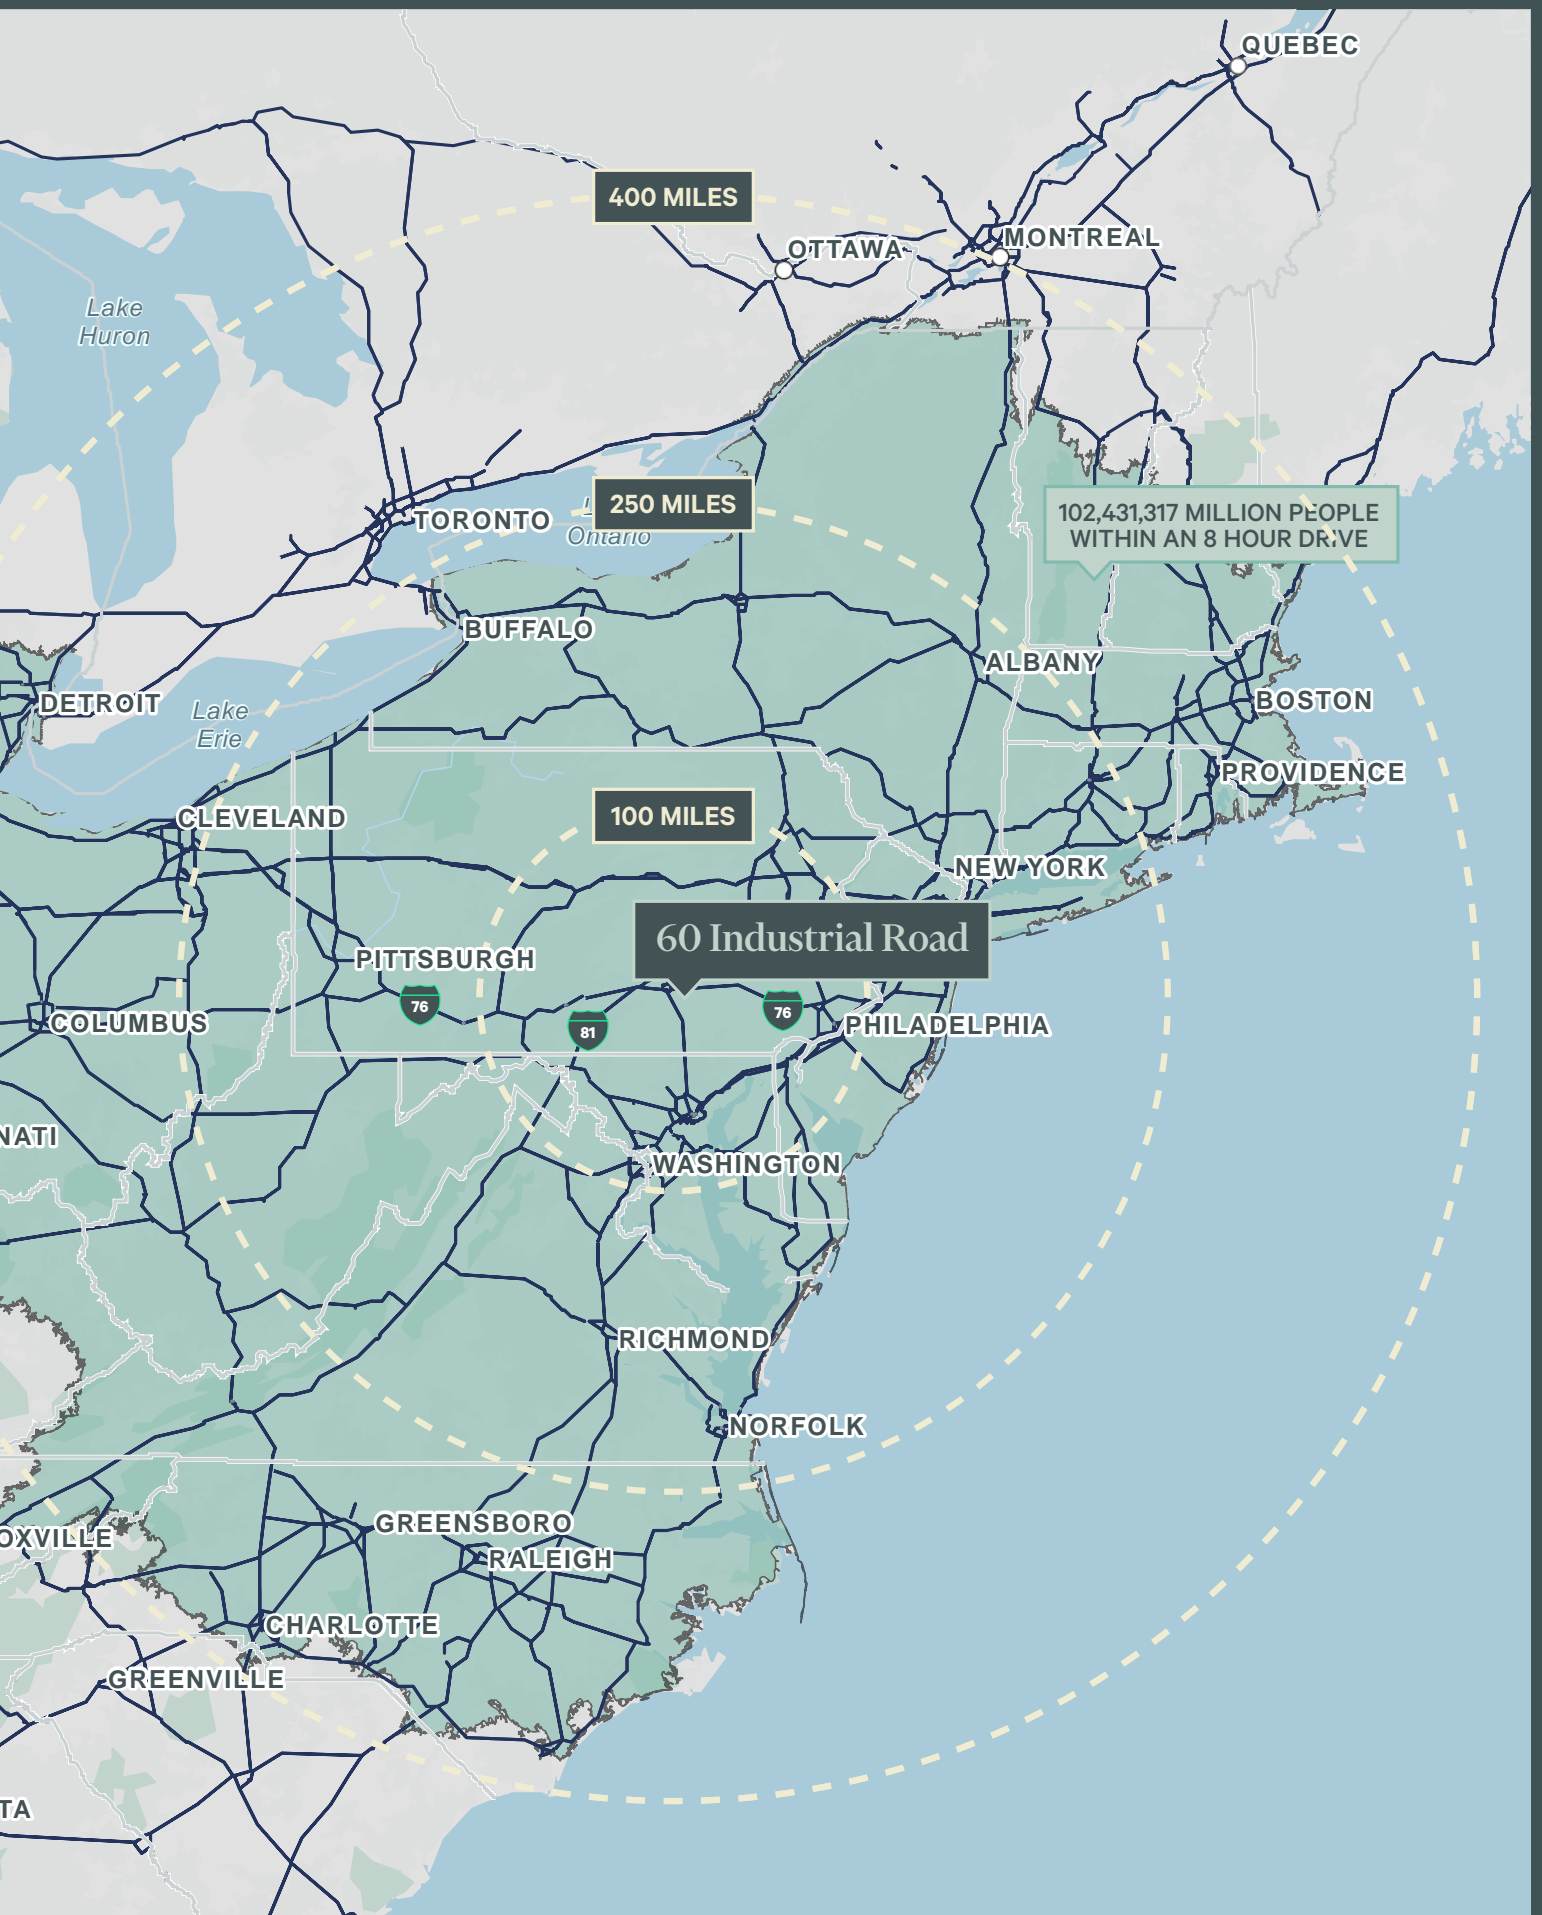 QUEBEC
400 MILES
MONTREAL
OTTAWA
Lake
Huron
250 MILES
102,431,317 MILLION PEOPLE
WITHIN AN 8 HOUR DRIVE
TORONTO
Ontario
BUFFALO
ALBANY
DETROIT
Lake
Erie
BOSTON
PROVIDENCE
CLEVELAND
100 MILES
NEW YORK
60 Industrial Road
PITTSBURGH
76
81
76
COLUMBUS
PHILADELPHIA
NATI
WASHINGTON
RICHMOND
NORFOLK
GREENSBORO
OXVILLE
RALEIGH
CHARLOTTE
GREENVILLE
TA